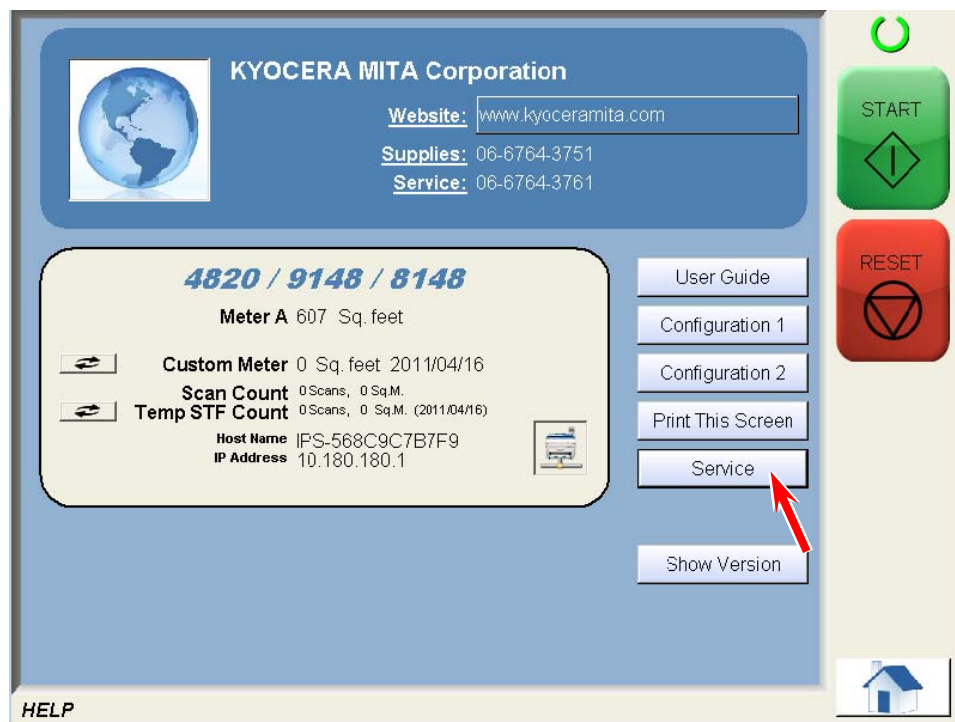 KYOCERA MITA Corporation
Website: www.kyoceramita.com
Supplies: 06-6764-3751
Service: 06-6764-3761
START
RESET
4820 / 9148 / 8148
Meter A 607 Sq. feet
Custom Meter 0 Sq. feet 2011/04/16
Scan Count 0 Scans, 0 Sq.M.
Temp STF Count 0 Scans, 0 Sq.M. (2011/04/16)
Host Name IPS-568C9C7B7F9
IP Address 10.180.180.1
User Guide
Configuration 1
Configuration 2
Print This Screen
Service
Show Version
HELP